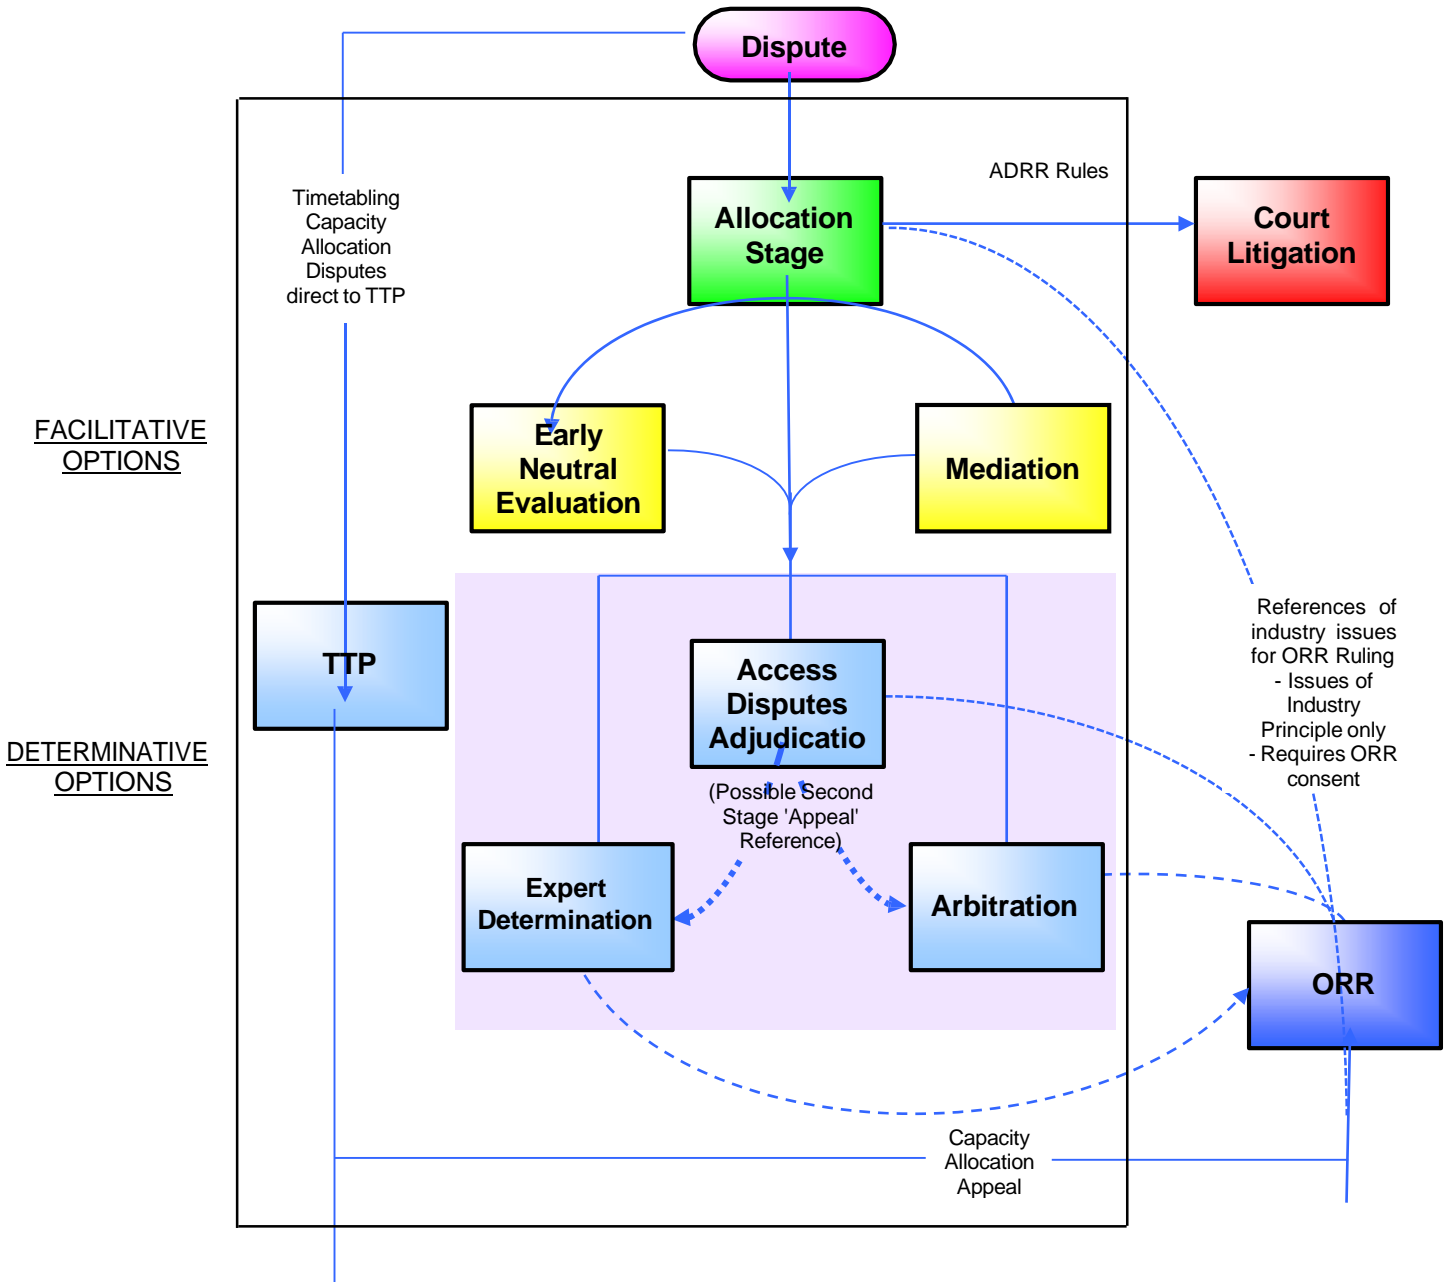 Dispute
ADRR Rules
Timetabling
Capacity
Allocation
Disputes
direct to TTP
Allocation
Stage
Court
Litigation
FACILITATIVE
OPTIONS
Early
Neutral
Evaluation
Mediation
References of
industry issues
for ORR Ruling
- Issues of
Industry
Principle only
- Requires ORR
consent
TTP
Access
Disputes
Adjudicatio
DETERMINATIVE
OPTIONS
(Possible Second
Stage 'Appeal'
Reference)
Expert
Determination
Arbitration
ORR
Capacity
Allocation
Appeal